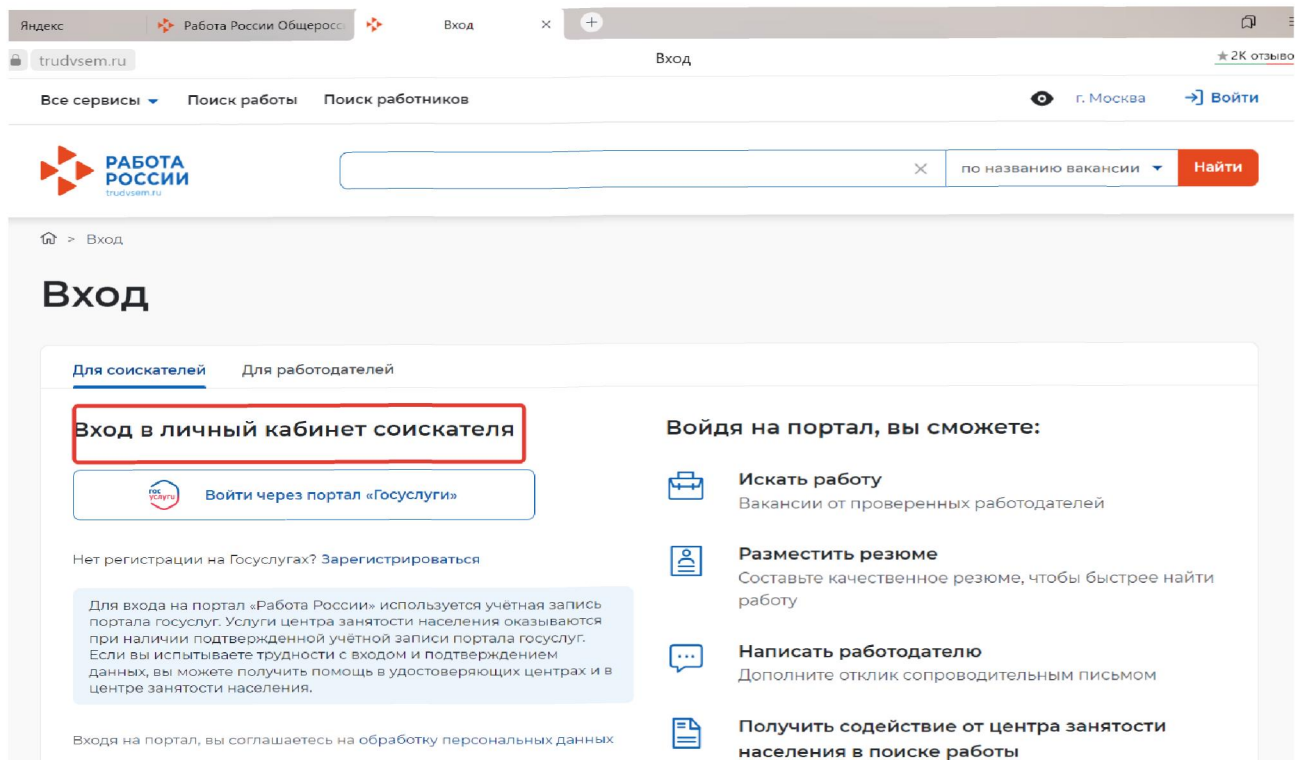 Яндекс
Работа России Общеросс
Вход
trudvsem.ru
Вход
2К отзыво
Все сервисы
Поиск работы
Поиск работников
г. Москва
Войти
РАБОТА
РОССИИ
trudvsem.ru
по названию вакансии
Найти
> Вход
Вход
Для соискателей
Для работодателей
Вход в личный кабинет соискателя
гос
услуги
Войти через портал «Госуслуги»
Нет регистрации на Госуслугах? Зарегистрироваться
Для входа на портал «Работа России» используется учётная запись
портала госуслуг. Услуги центра занятости населения оказываются
при наличии подтвержденной учётной записи портала госуслуг.
Если вы испытываете трудности с входом и подтверждением
данных, вы можете получить помощь в удостоверяющих центрах и в
центре занятости населения.
Входя на портал, вы соглашаетесь на обработку персональных данных
Войдя на портал, вы сможете:
Искать работу
Вакансии от проверенных работодателей
Разместить резюме
Составьте качественное резюме, чтобы быстрее найти
работу
Написать работодателю
Дополните отклик сопроводительным письмом
Получить содействие от центра занятости
населения в поиске работы